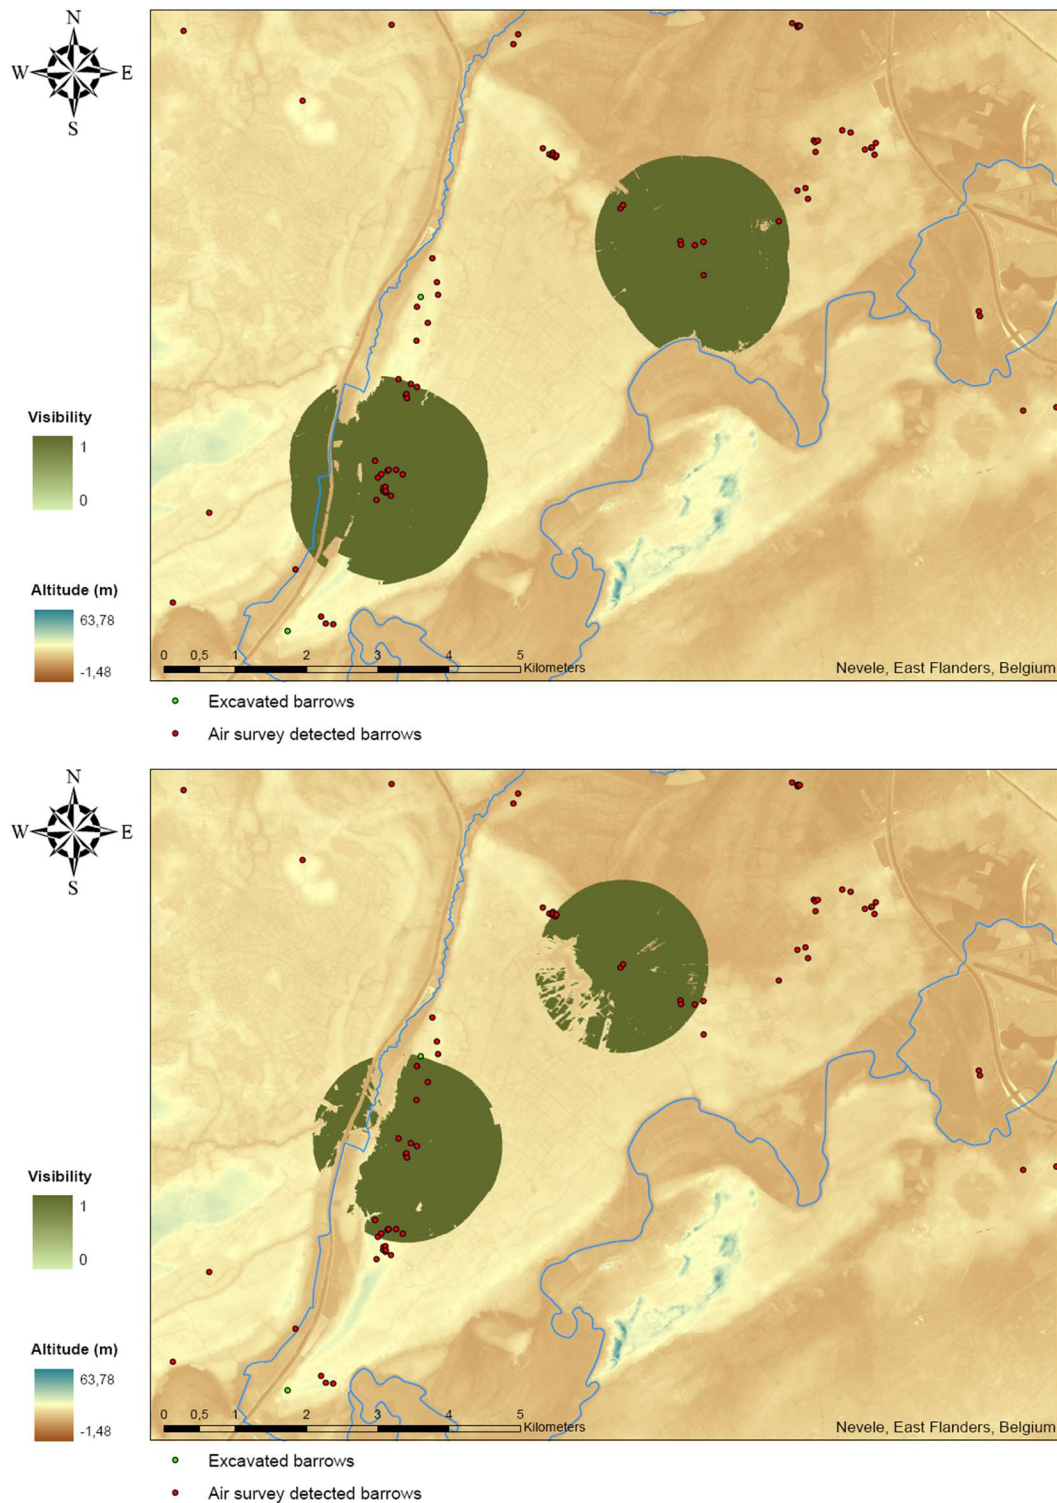 N
W E
S
Visibility
1
0
Altitude (m)
63,78
-1,48
0 0,5 1 2 3 4 5
Kilometers
Nevele, East Flanders, Belgium
Excavated barrows
Air survey detected barrows
N
W E
S
Visibility
1
0
Altitude (m)
63,78
-1,48
0 0,5 1 2 3 4 5
Kilometers
Nevele, East Flanders, Belgium
Excavated barrows
Air survey detected barrows